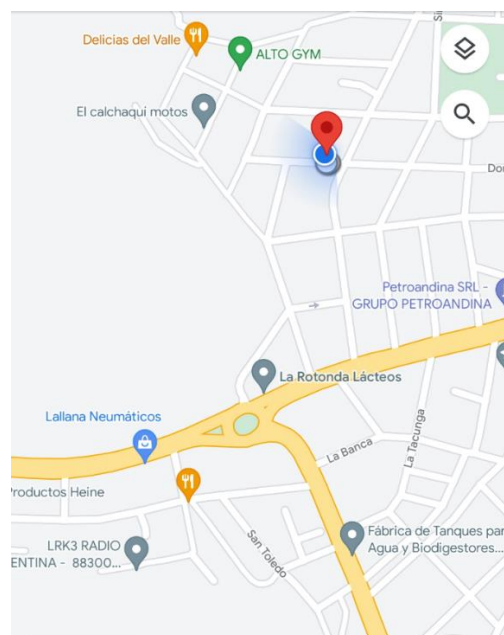 Delicias del Valle
ALTO GYM
El calchaqui motos
Petroandina SRL -
GRUPO PETROANDINA
La Rotonda Lácteos
Lallana Neumáticos
La Banca
La Tacunga
Productos Heine
San Toledo
Fábrica de Tanques par
Agua y Biodigestores...
LRK3 RADIO
ENTINA - 88300...